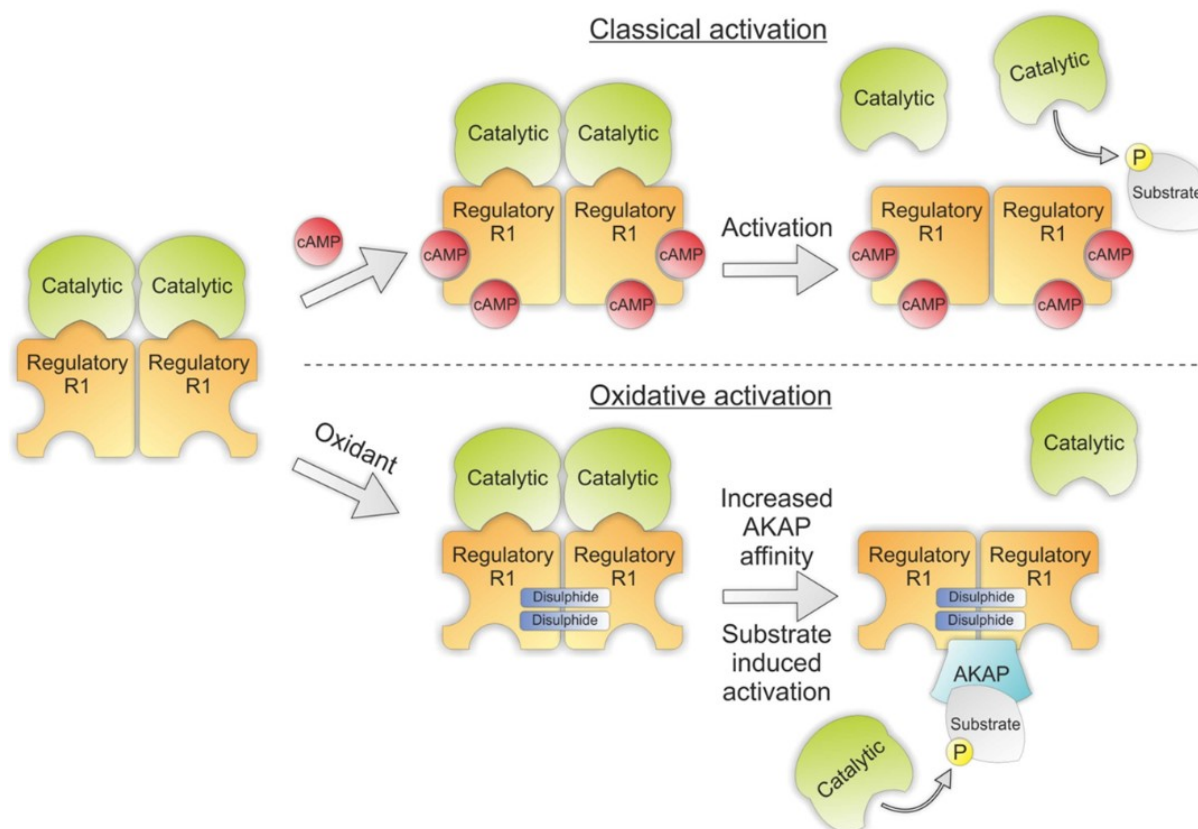 Classical activation
Catalytic
Catalytic
Catalytic Catalytic
P
Substrate
Regulatory
R1
Regulatory
R1
cAMP
cAMP
cAMP
cAMP
cAMP
Activation
Regulatory
R1
Regulatory
R1
cAMP
cAMP
cAMP
cAMP
Catalytic Catalytic
Regulatory
R1
Regulatory
R1
Oxidative activation
Oxidant
Catalytic Catalytic
Regulatory
R1
Regulatory
R1
Disulphide
Disulphide
Increased
AKAP
affinity
Substrate
induced
activation
Catalytic
Regulatory
R1
Regulatory
R1
Disulphide
Disulphide
AKAP
Substrate
P
Catalytic